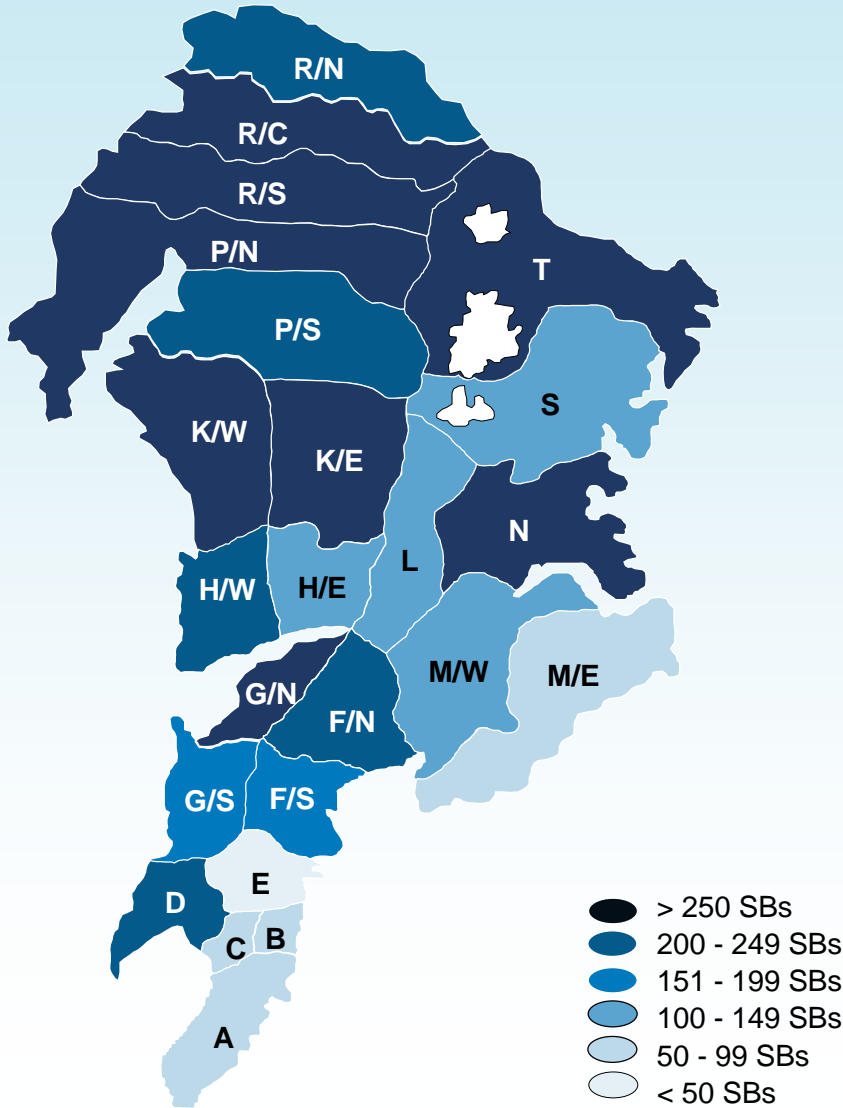 R/N
R/C
R/S
P/N
T
P/S
S
K/W
K/E
N
L
H/W
H/E
M/W
M/E
G/N
F/N
G/S
F/S
E
D
B
C
A
> 250 SBs
200 - 249 SBs
151 - 199 SBs
100 - 149 SBs
50 - 99 SBs
< 50 SBs